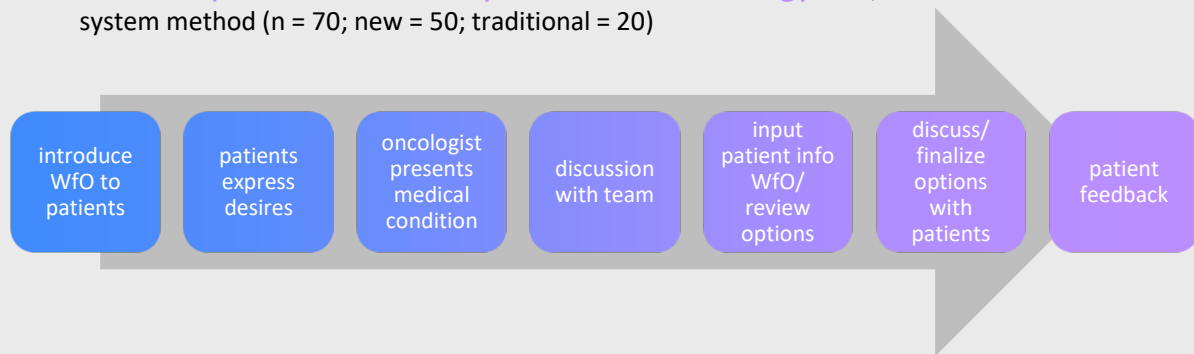 system method (n = 70; new = 50; traditional = 20)
introduce
WfO to
patients
patients
express
desires
oncologist
presents
medical
condition
discussion
with team
input
patient info
WfO/
review
options
discuss/
finalize
options
with
patients
patient
feedback